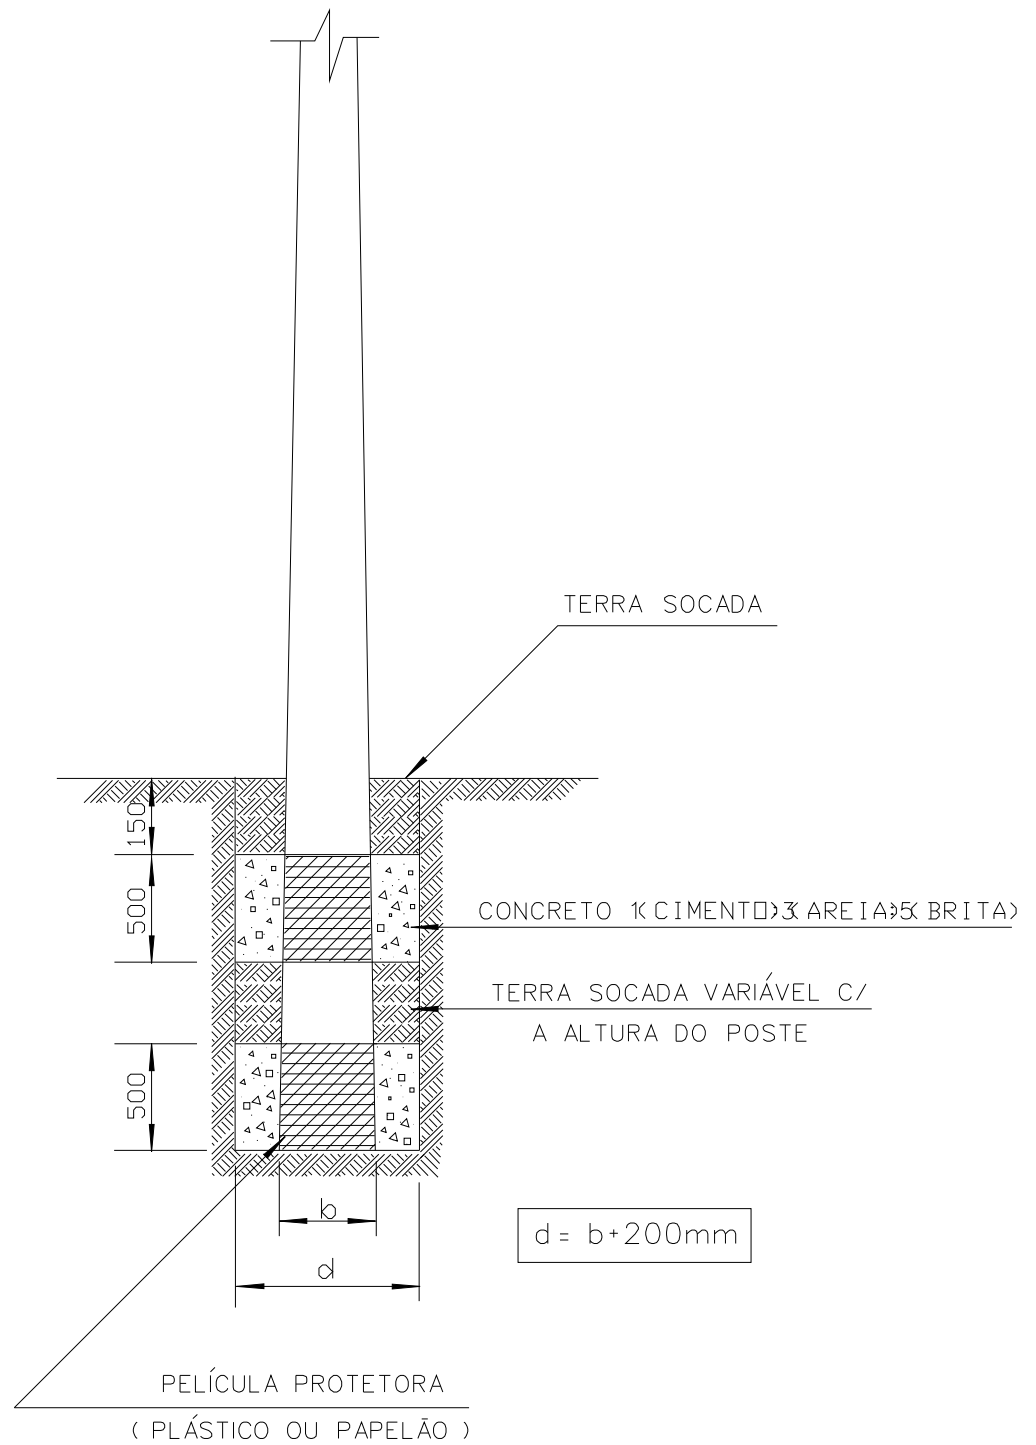 TERRA SOCADA
150
500
CONCRETO 1(CIMENTO):3(AREIA):5(BRITA)
TERRA SOCADA VARIÁVEL C/
A ALTURA DO POSTE
500
b
d= b+200mm
d
PELÍCULA PROTETORA
(PLÁSTICO OU PAPELÃO)